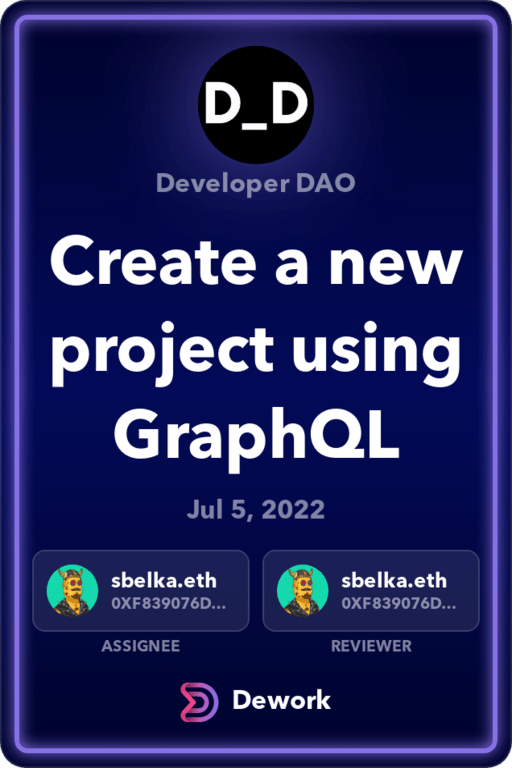 D_D
Developer DAO
Create a new
project using
GraphQL
Jul 5, 2022
sbelka.eth
0XF839076D...
ASSIGNEE
sbelka.eth
0XF839076D...
REVIEWER
Dework